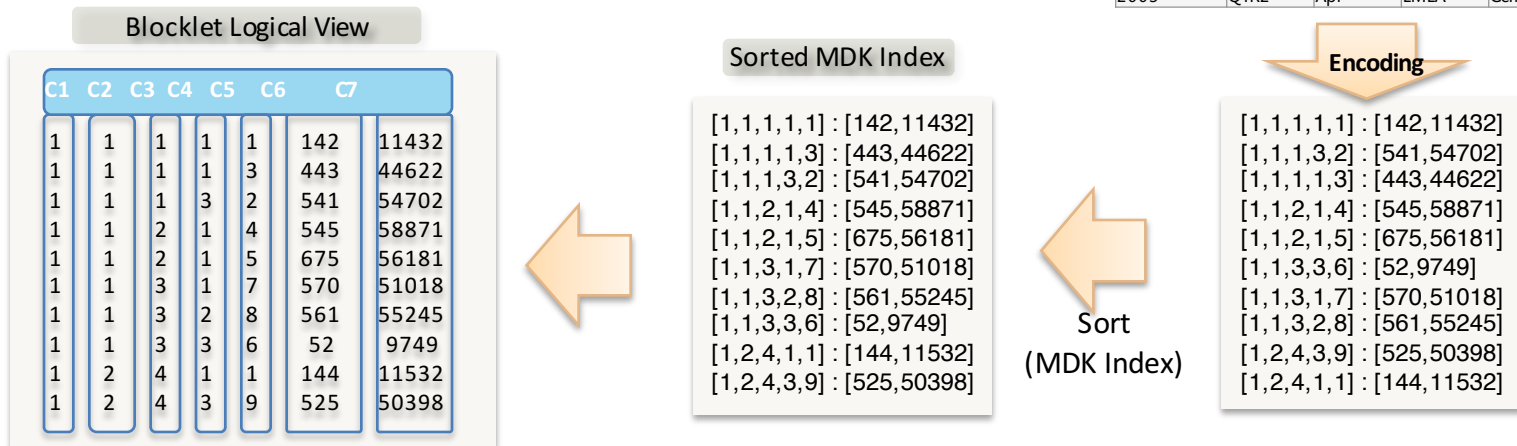 2003 QTR2 Apr EMEA
Blocklet Logical View
C1 C2 C3 C4 C5 C6 C7
1 1 1 1 1 142 11432
1 1 1 1 3 443 44622
1 1 1 3 2 541 54702
1 1 2 1 4 545 58871
1 1 2 1 5 675 56181
1 1 3 1 7 570 51018
1 1 3 2 8 561 55245
1 1 3 3 6 52 9749
1 2 4 1 1 144 11532
1 2 4 3 9 525 50398
Sorted MDK Index
[1,1,1,1,1] : [142,11432]
[1,1,1,1,3] : [443,44622]
[1,1,1,3,2] : [541,54702]
[1,1,2,1,4] : [545,58871]
[1,1,2,1,5] : [675,56181]
[1,1,3,1,7] : [570,51018]
[1,1,3,2,8] : [561,55245]
[1,1,3,3,6] : [52,9749]
[1,2,4,1,1] : [144,11532]
[1,2,4,3,9] : [525,50398]
Sort
(MDK Index)
Encoding
[1,1,1,1,1] : [142,11432]
[1,1,1,3,2] : [541,54702]
[1,1,1,1,3] : [443,44622]
[1,1,2,1,4] : [545,58871]
[1,1,2,1,5] : [675,56181]
[1,1,3,3,6] : [52,9749]
[1,1,3,1,7] : [570,51018]
[1,1,3,2,8] : [561,55245]
[1,2,4,3,9] : [525,50398]
[1,2,4,1,1] : [144,11532]